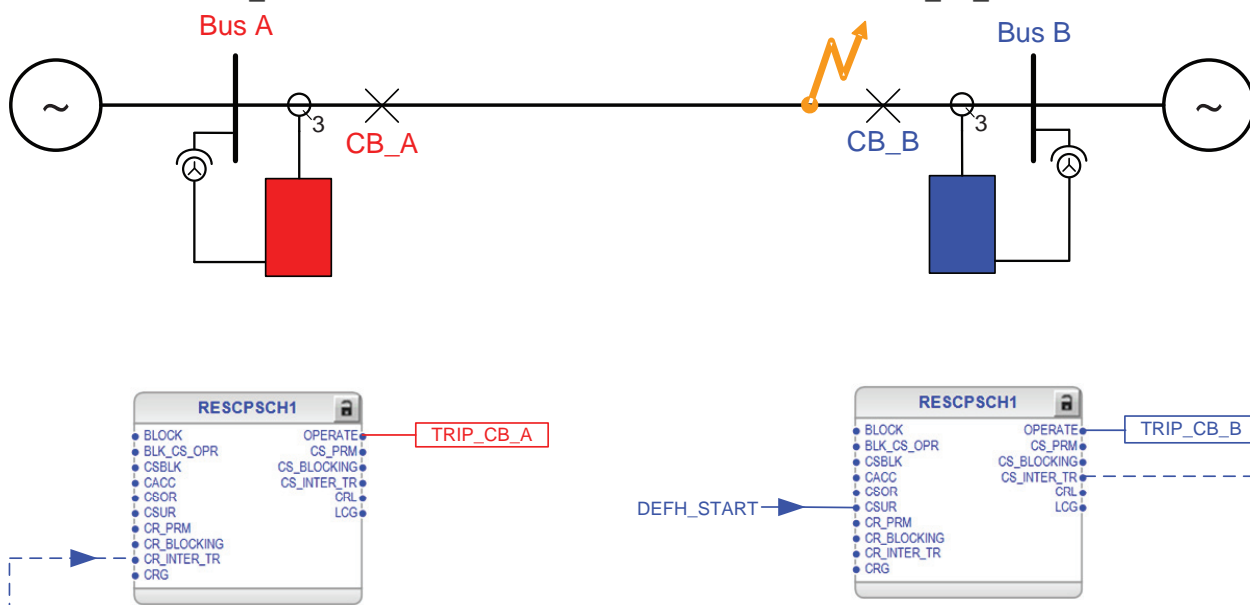 Bus A
Bus B
~
~
3
3
CB_A
CB_B
RESCPSCH1
BLOCK OPERATE
BLK_CS_OPR CS_PRM
CSBLK CS_BLOCKING
CACC CS_INTER_TR
CSOR CRL
CSUR LCG
CR_PRM
CR_BLOCKING
CR_INTER_TR
CRG
TRIP_CB_A
DEFH_START
RESCPSCH1
BLOCK OPERATE
BLK_CS_OPR CS_PRM
CSBLK CS_BLOCKING
CACC CS_INTER_TR
CSOR CRL
CSUR LCG
CR_PRM
CR_BLOCKING
CR_INTER_TR
CRG
TRIP_CB_B